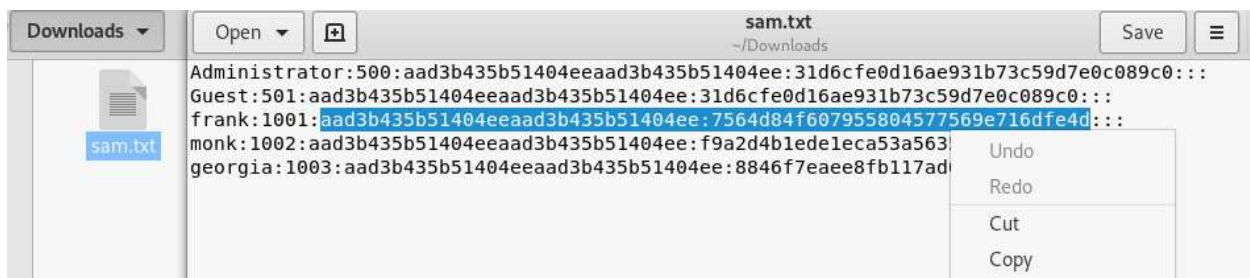 Downloads
Open
sam.txt
~/Downloads
Save
sam.txt
Administrator:500:aad3b435b51404eeaad3b435b51404ee:31d6cfe0d16ae931b73c59d7e0c089c0:::
Guest:501:aad3b435b51404eeaad3b435b51404ee:31d6cfe0d16ae931b73c59d7e0c089c0:::
frank:1001:aad3b435b51404eeaad3b435b51404ee:7564d84f607955804577569e716dfe4d:::
monk:1002:aad3b435b51404eeaad3b435b51404ee:f9a2d4b1ede1eca53a563
georgia:1003:aad3b435b51404eeaad3b435b51404ee:8846f7eaee8fb117ad
Undo
Redo
Cut
Copy